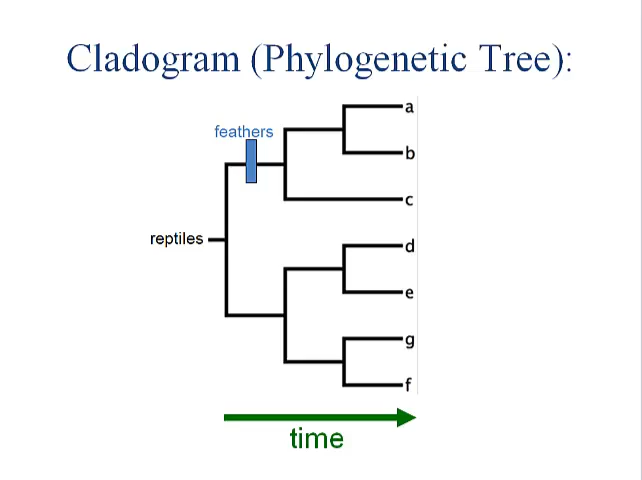 Cladogram (Phylogenetic Tree):
a
feathers
b
c
reptiles
d
e
g
f
time